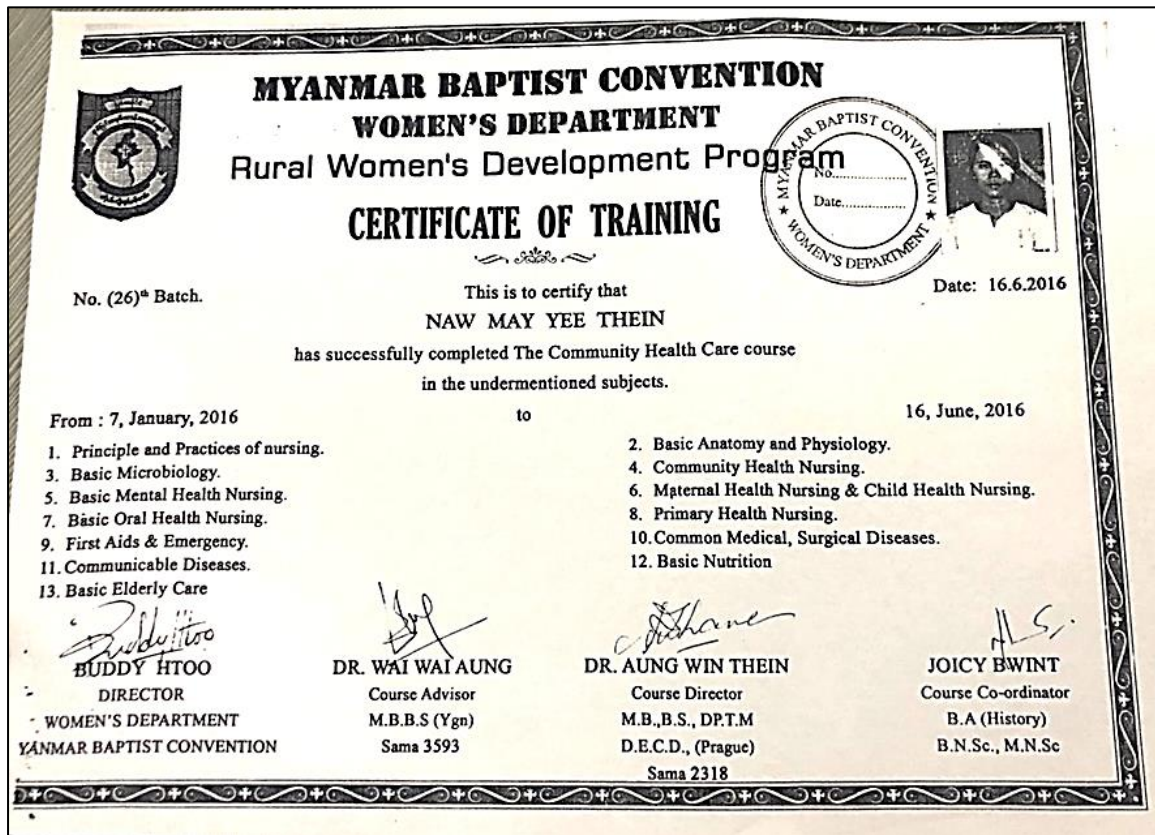 MYANMAR BAPTIST CONVENTION
WOMEN'S DEPARTMENT
Rural Women's Development Program
CERTIFICATE OF TRAINING
MYANMAR BAPTIST CONVENTION
No...................
Date................
★ WOMEN'S DEPARTMENT ★
No. (26)th Batch.
This is to certify that
Date: 16.6.2016
NAW MAY YEE THEIN
has successfully completed The Community Health Care course
in the undermentioned subjects.
From : 7, January, 2016 to 16, June, 2016
1. Principle and Practices of nursing. 2. Basic Anatomy and Physiology.
3. Basic Microbiology. 4. Community Health Nursing.
5. Basic Mental Health Nursing. 6. Maternal Health Nursing & Child Health Nursing.
7. Basic Oral Health Nursing. 8. Primary Health Nursing.
9. First Aids & Emergency. 10.Common Medical, Surgical Diseases.
11. Communicable Diseases. 12. Basic Nutrition
13. Basic Elderly Care
Buddy Htoo
BUDDY HTOO DR. WAI WAI AUNG DR. AUNG WIN THEIN JOICY BWINT
DIRECTOR Course Advisor Course Director Course Co-ordinator
WOMEN'S DEPARTMENT M.B.B.S (Ygn) M.B.,B.S., DP.T.M B.A (History)
YANMAR BAPTIST CONVENTION Sama 3593 D.E.C.D., (Prague) B.N.Sc., M.N.Sc
Sama 2318